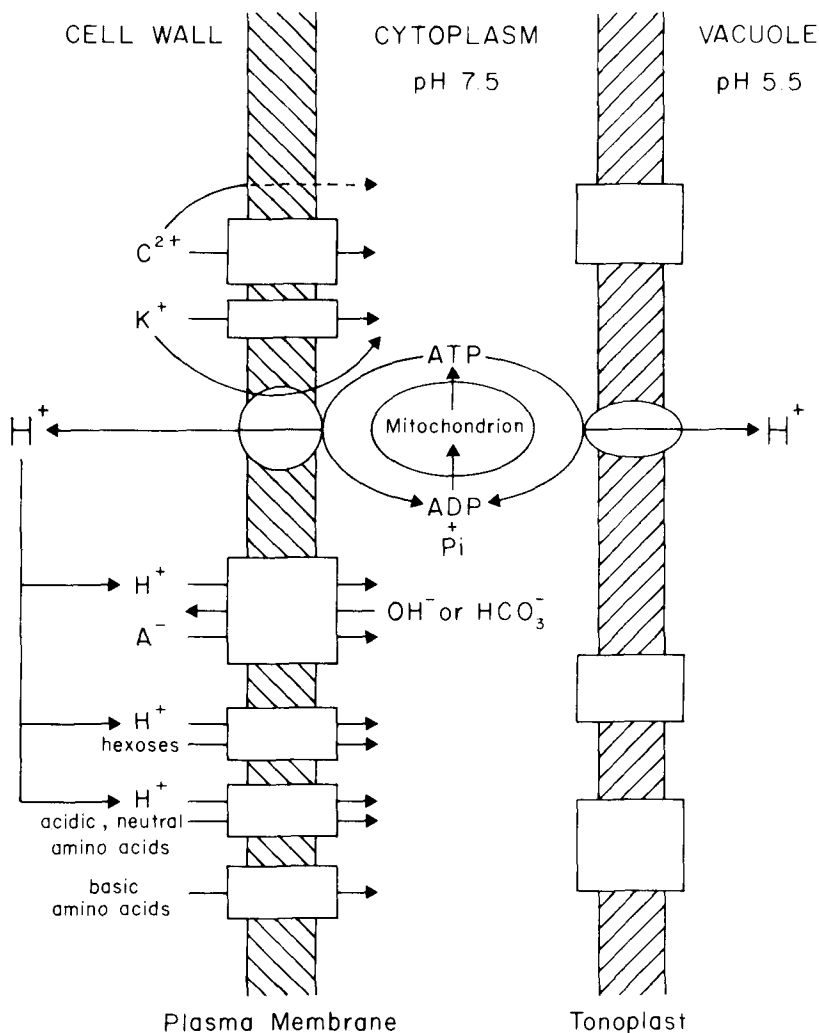 CELL WALL
CYTOPLASM
pH 7.5
VACUOLE
pH 5.5
C²⁺
K⁺
ATP
H⁺
Mitochondrion
H⁺
ADP
+
Pi
H⁺
OH⁻ or HCO₃⁻
A⁻
H⁺
hexoses
H⁺
acidic, neutral
amino acids
basic
amino acids
Plasma Membrane
Tonoplast